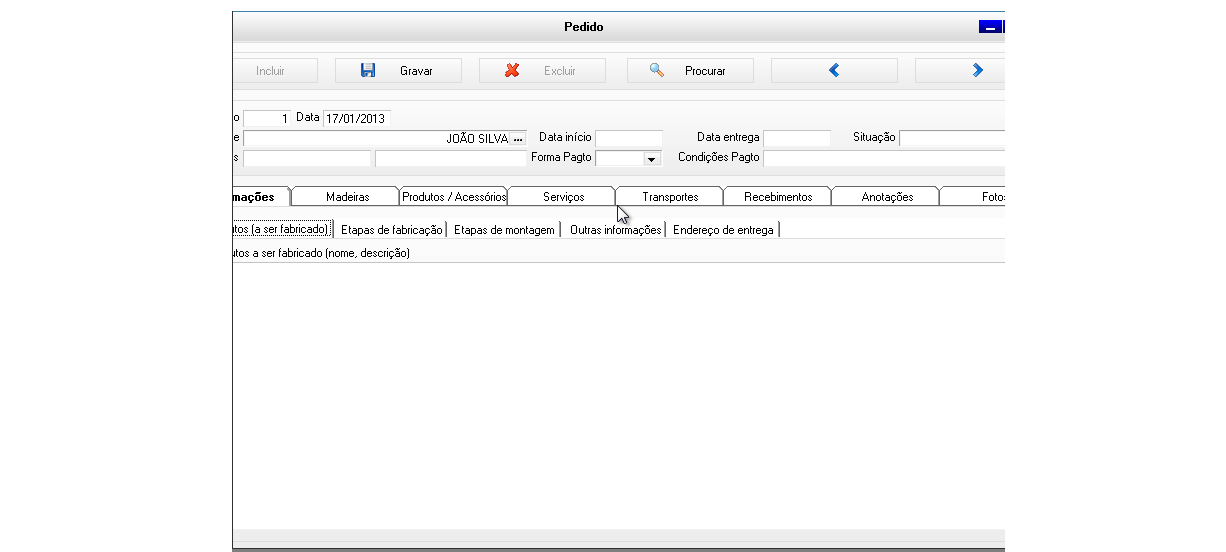 Pedido
Incluir Gravar Excluir Procurar
o 1 Data 17/01/2013
e JOÃO SILVA ... Data início Data entrega Situação
s Forma Pagto Condições Pagto
mações Madeiras Produtos / Acessórios Serviços Transportes Recebimentos Anotações Fotos
utos (a ser fabricado) Etapas de fabricação Etapas de montagem Outras informações Endereço de entrega
utos a ser fabricado (nome, descrição)